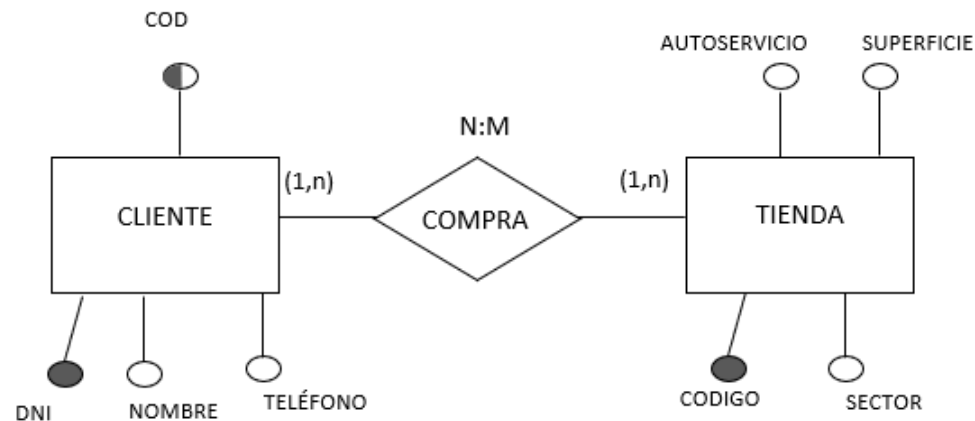 COD
AUTOSERVICIO
SUPERFICIE
N:M
(1,n)
(1,n)
CLIENTE
COMPRA
TIENDA
DNI
NOMBRE
TELÉFONO
CODIGO
SECTOR